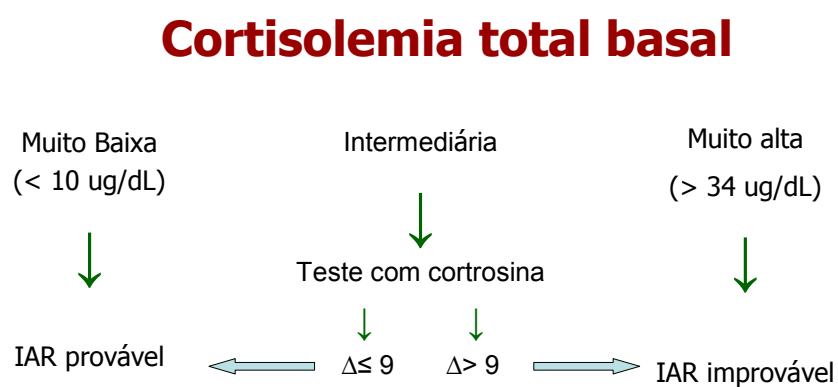 Cortisolemia total basal
Muito Baixa
(< 10 ug/dL)
Intermediária
Muito alta
(> 34 ug/dL)
Teste com cortrosina
IAR provável
∆≤ 9
∆> 9
IAR improvável